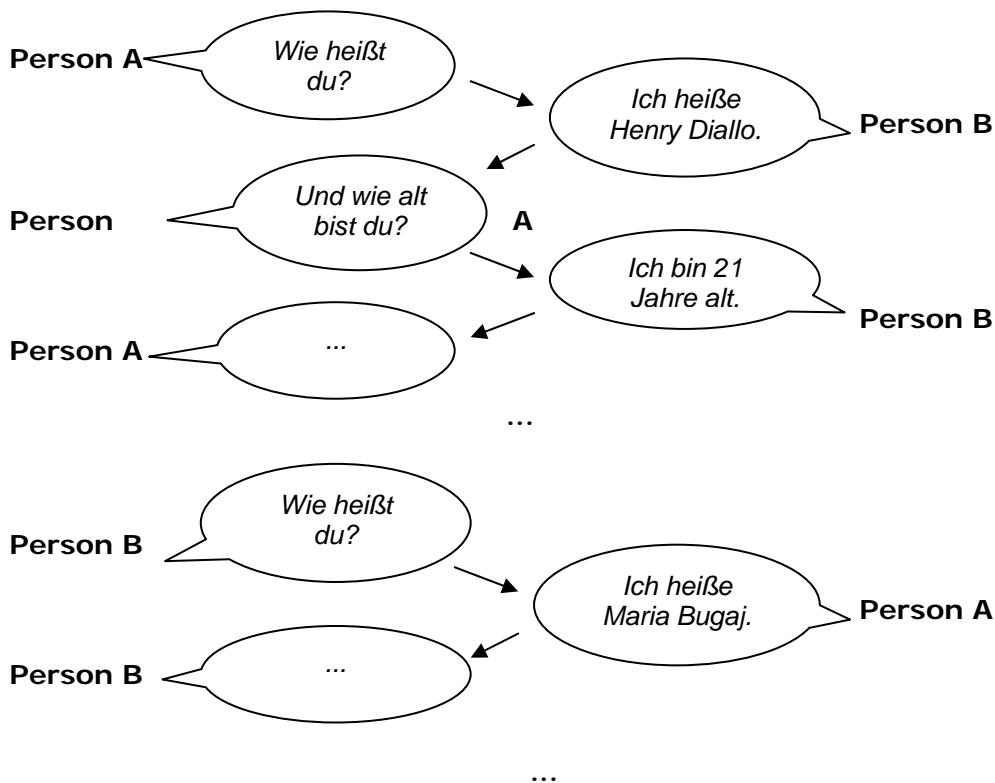 Person A
Wie heißt
du?
Ich heiße
Henry Diallo.
Person B
Person
Und wie alt
bist du?
A
Ich bin 21
Jahre alt.
Person B
Person A
...
...
Person B
Wie heißt
du?
Ich heiße
Maria Bugaj.
Person A
Person B
...
...